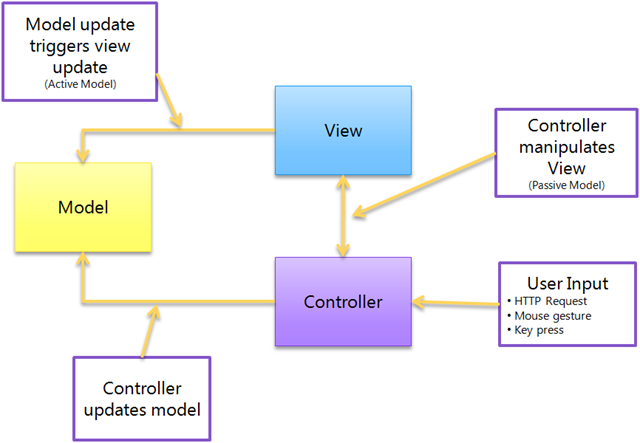 Model update
triggers view
update
(Active Model)
View
Controller
manipulates
View
(Passive Model)
Model
Controller
User Input
• HTTP Request
• Mouse gesture
• Key press
Controller
updates model